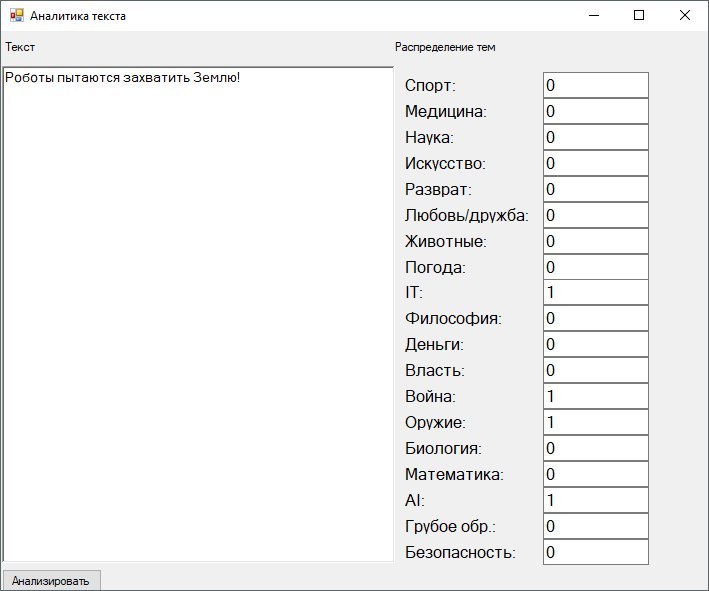 Аналитика текста
Текст
Распределение тем
Роботы пытаются захватить Землю!
Спорт: 0
Медицина: 0
Наука: 0
Искусство: 0
Разврат: 0
Любовь/дружба: 0
Животные: 0
Погода: 0
IT: 1
Философия: 0
Деньги: 0
Власть: 0
Война: 1
Оружие: 1
Биология: 0
Математика: 0
AI: 1
Грубое обр.: 0
Безопасность: 0
Анализировать